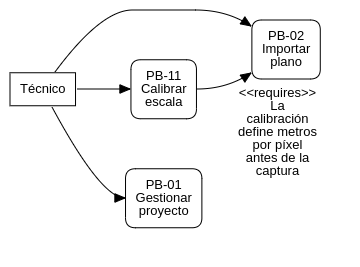 Técnico
PB-11
Calibrar
escala
PB-02
Importar
plano
<<requires>>
La
calibración
define metros
por píxel
antes de la
captura
PB-01
Gestionar
proyecto